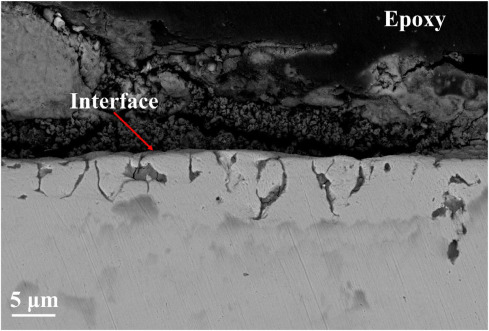 Epoxy
Interface
5 μm